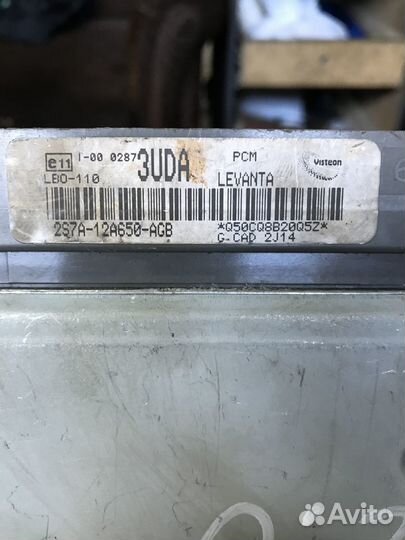 e11 I-00 0287 3UDA PCM Visteon
LBO-110 LEVANTA
2S7A-12A650-AGB *Q50CQ8B20Q5Z*
G.CAD 2J14
Avito